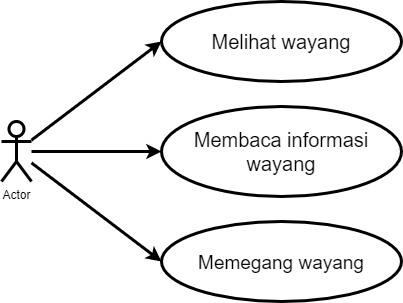 Melihat wayang
Membaca informasi
wayang
Actor
Memegang wayang